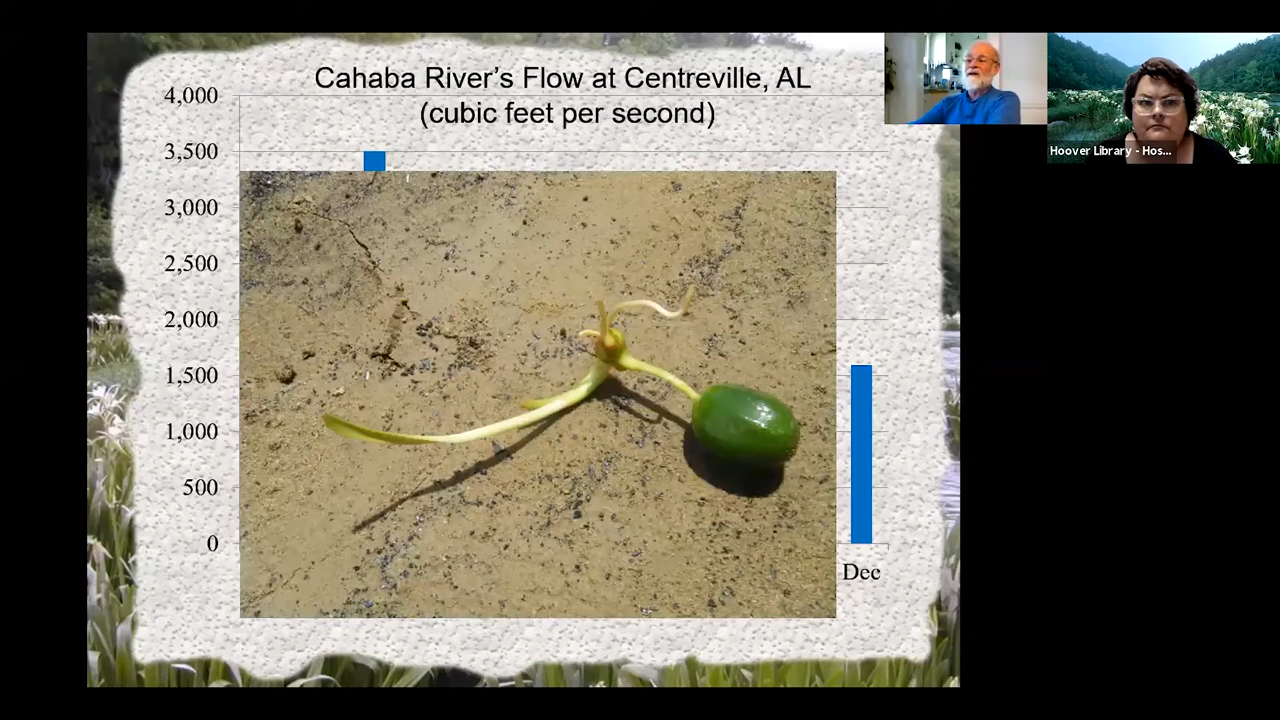 Cahaba River's Flow at Centreville, AL
(cubic feet per second)
4,000
3,500
3,000
2,500
2,000
1,500
1,000
500
0
Dec
Hoover Library - Hos...